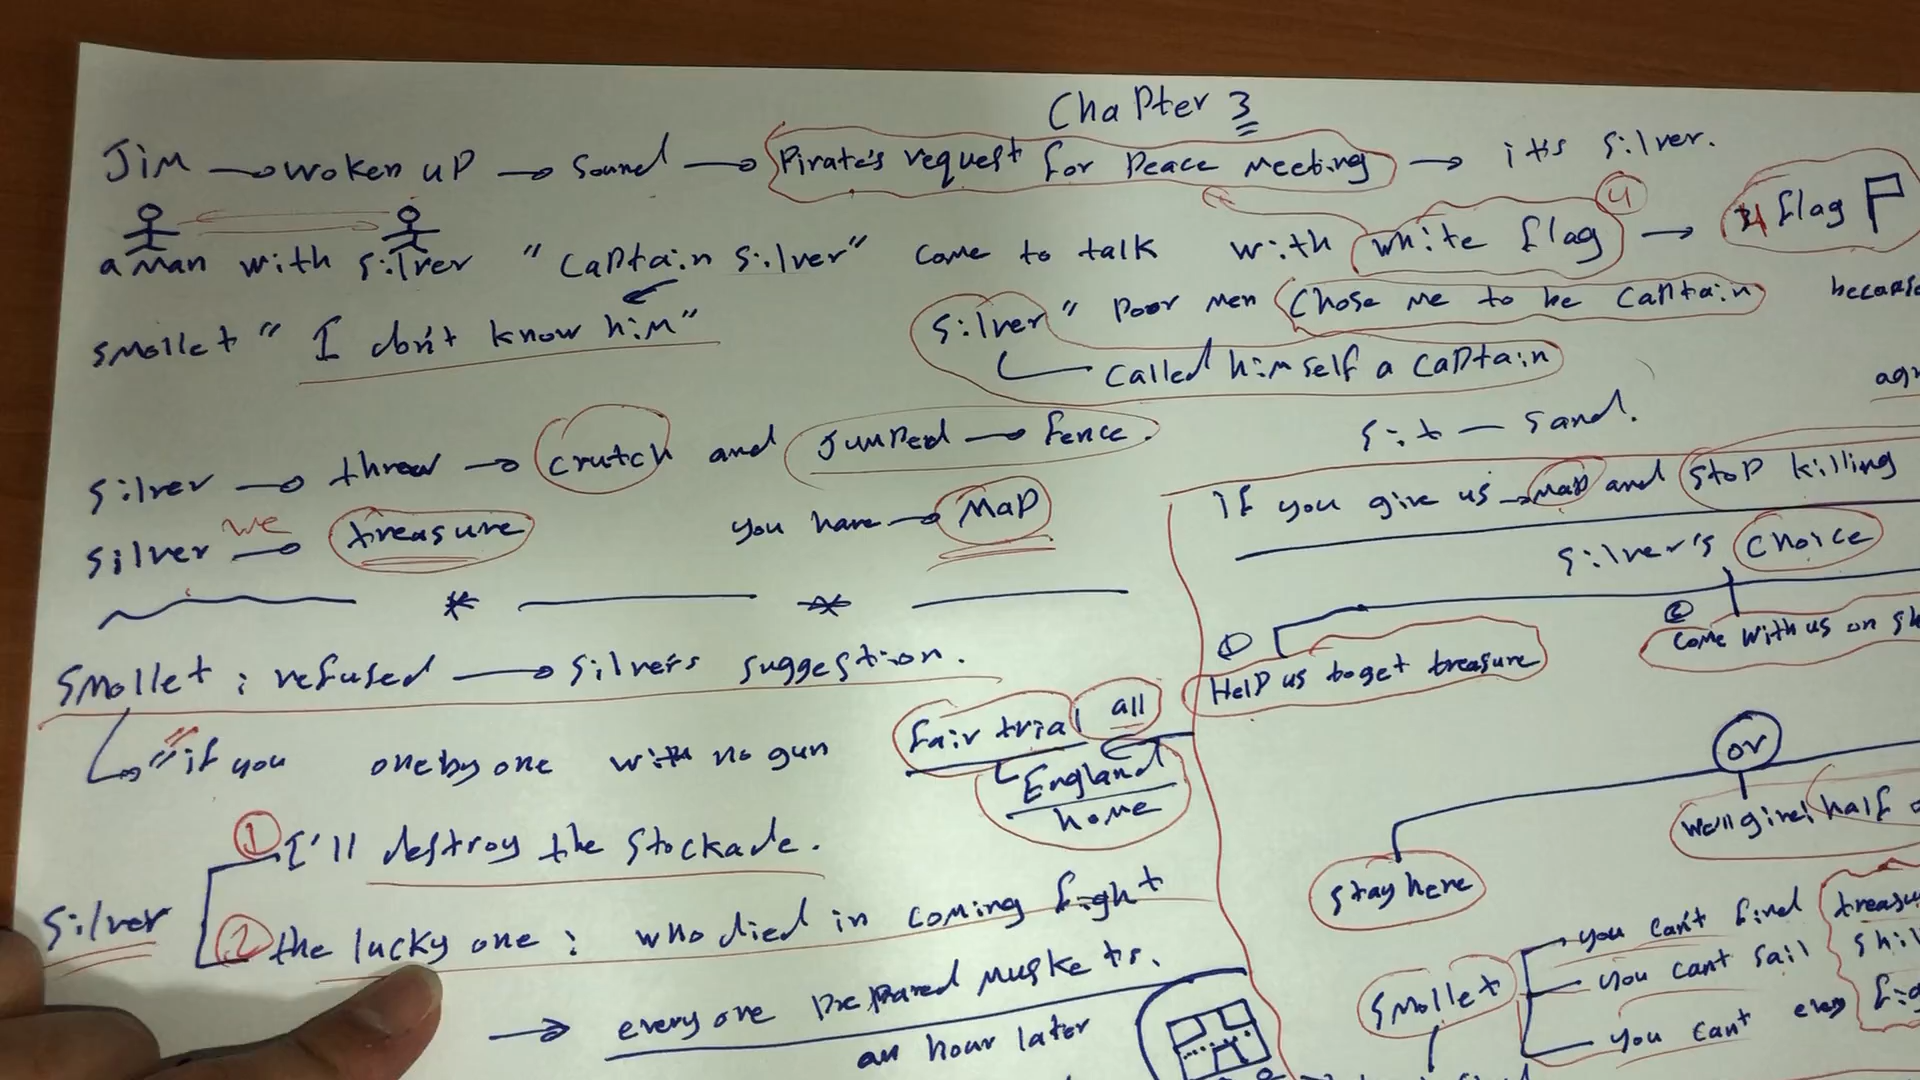 Chapter 3
Jim → woken up → sound → Pirate's request for peace meeting → it's silver.
a man with silver "captain silver" come to talk with white flag 4 → flag
smollet "I don't know him"
silver "poor men chose me to be captain
called himself a captain
silver → threw → crutch and jumped → fence.
sit — sand.
silver we → treasure you have → map
* *
Smollet : refused → silver's suggestion.
"if you one by one with no gun fair trial all
England
home
silver
1 I'll destroy the stockade.
2 the lucky one : who died in coming fight
→ everyone prepared muskets.
an hour later
If you give us → map and stop killing
silver's choice
1 Help us to get treasure
2 come with us on
or
stay here
we'll give half
smollet
you can't find
you can't sail
you can't